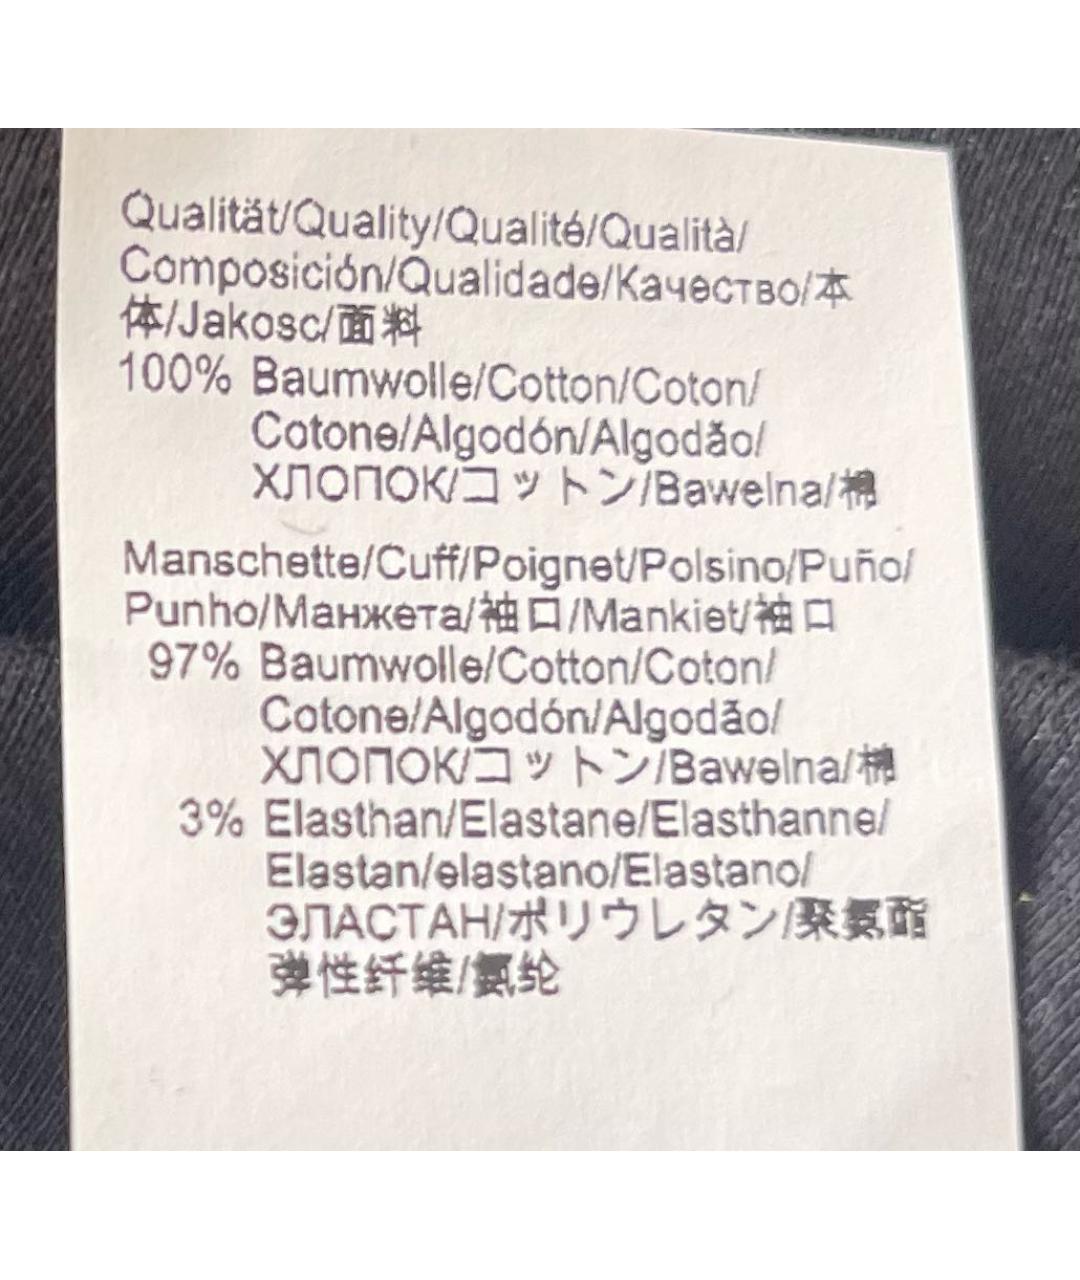 Qualität/Quality/Qualité/Qualità/
Composición/Qualidade/Качество/本
体/Jakosc/面料
100% Baumwolle/Cotton/Coton/
Cotone/Algodón/Algodão/
ХЛОПОК/コットン/Bawelna/棉
Manschette/Cuff/Poignet/Polsino/Puño/
Punho/Манжета/袖口/Mankiet/袖口
97% Baumwolle/Cotton/Coton/
Cotone/Algodón/Algodão/
ХЛОПОК/コットン/Bawelna/棉
3% Elasthan/Elastane/Elasthanne/
Elastan/elastano/Elastano/
ЭЛАСТАН/ポリウレタン/聚氨酯
弹性纤维/氨纶